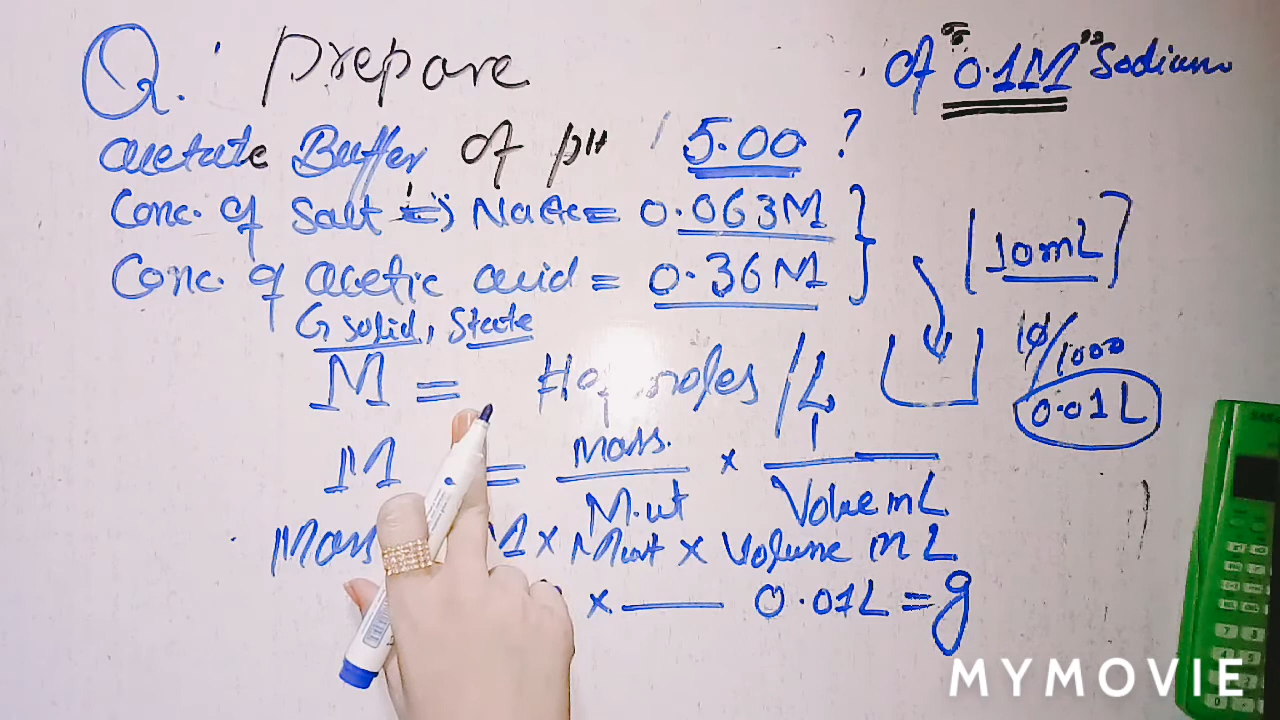 Q. Prepare of "0.1M" Sodium
acetate Buffer of pH 5.00 ?
Conc. of Salt => NaAc = 0.063M
Conc. of acetic acid = 0.36M
[10mL]
G solid, State
M = No of moles / L
10/1000
0.01L
M = Mass / M.wt × 1 / Volume in L
Mass M × M.wt × Volume in L
× — 0.01L = g
MYMOVIE